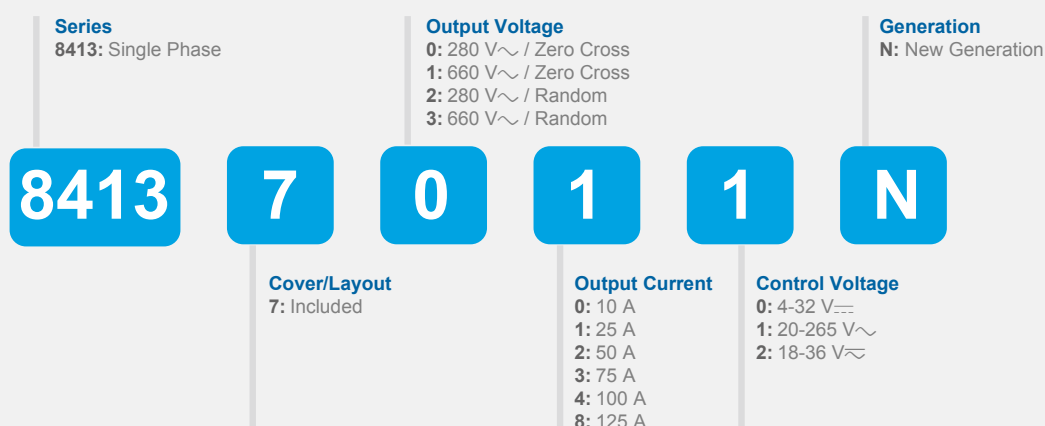 Series
8413: Single Phase
Output Voltage
0: 280 V∿ / Zero Cross
1: 660 V∿ / Zero Cross
2: 280 V∿ / Random
3: 660 V∿ / Random
Generation
N: New Generation
8413 7 0 1 1 N
Cover/Layout
7: Included
Output Current
0: 10 A
1: 25 A
2: 50 A
3: 75 A
4: 100 A
8: 125 A
Control Voltage
0: 4-32 V⎓
1: 20-265 V∿
2: 18-36 V⏦